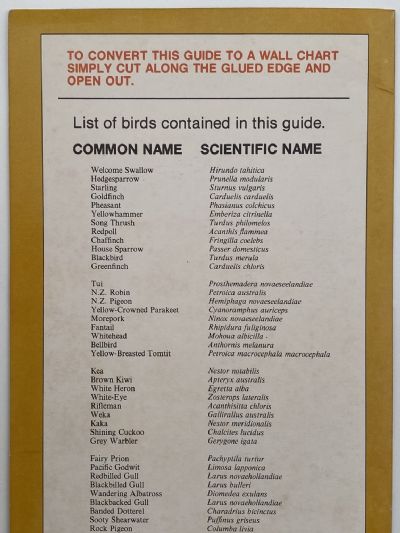 TO CONVERT THIS GUIDE TO A WALL CHART
SIMPLY CUT ALONG THE GLUED EDGE AND
OPEN OUT.
List of birds contained in this guide.
COMMON NAME SCIENTIFIC NAME
Welcome Swallow Hirundo tahitica
Hedgesparrow Prunella modularis
Starling Sturnus vulgaris
Goldfinch Carduelis carduelis
Pheasant Phasianus colchicus
Yellowhammer Emberiza citrinella
Song Thrush Turdus philomelos
Redpoll Acanthis flammea
Chaffinch Fringilla coelebs
House Sparrow Passer domesticus
Blackbird Turdus merula
Greenfinch Carduelis chloris
Tui Prosthemadera novaeseelandiae
N.Z. Robin Petroica australis
N.Z. Pigeon Hemiphaga novaeseelandiae
Yellow-Crowned Parakeet Cyanoramphus auriceps
Morepork Ninox novaeseelandiae
Fantail Rhipidura fuliginosa
Whitehead Mohoua albicilla -
Bellbird Anthornis melanura
Yellow-Breasted Tomtit Petroica macrocephala macrocephala
Kea Nestor notabilis
Brown Kiwi Apteryx australis
White Heron Egretta alba
White-Eye Zosterops lateralis
Rifleman Acanthisitta chloris
Weka Gallirallus australis
Kaka Nestor meridionalis
Shining Cuckoo Chalcites lucidus
Grey Warbler Gerygone igata
Fairy Prion Pachyptila turtur
Pacific Godwit Limosa lapponica
Redbilled Gull Larus novaehollandiae
Blackbilled Gull Larus bulleri
Wandering Albatross Diomedea exulans
Blackbacked Gull Larus novaehollandiae
Banded Dotterel Charadrius bicinctus
Sooty Shearwater Puffinus griseus
Rock Pigeon Columba livia